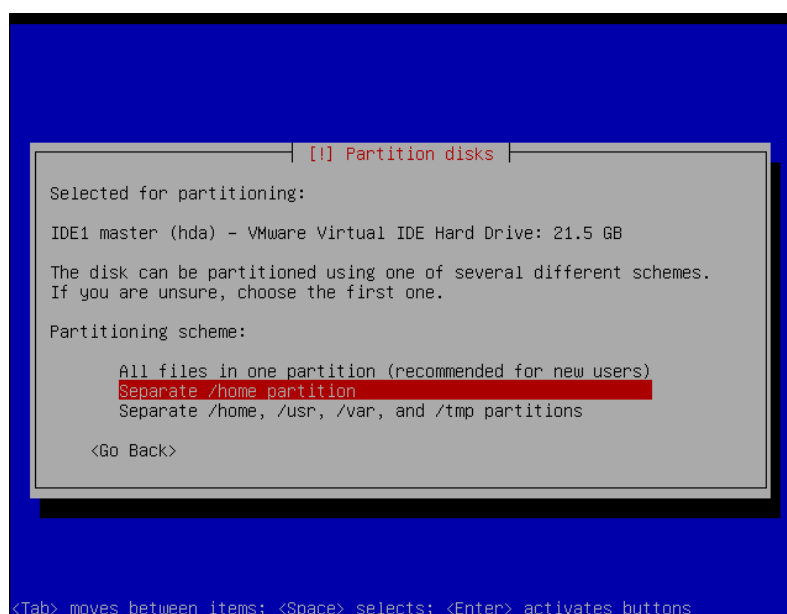 [!] Partition disks
Selected for partitioning:
IDE1 master (hda) – VMware Virtual IDE Hard Drive: 21.5 GB
The disk can be partitioned using one of several different schemes.
If you are unsure, choose the first one.
Partitioning scheme:
All files in one partition (recommended for new users)
Separate /home partition
Separate /home, /usr, /var, and /tmp partitions
<Go Back>
<Tab> moves between items; <Space> selects; <Enter> activates buttons